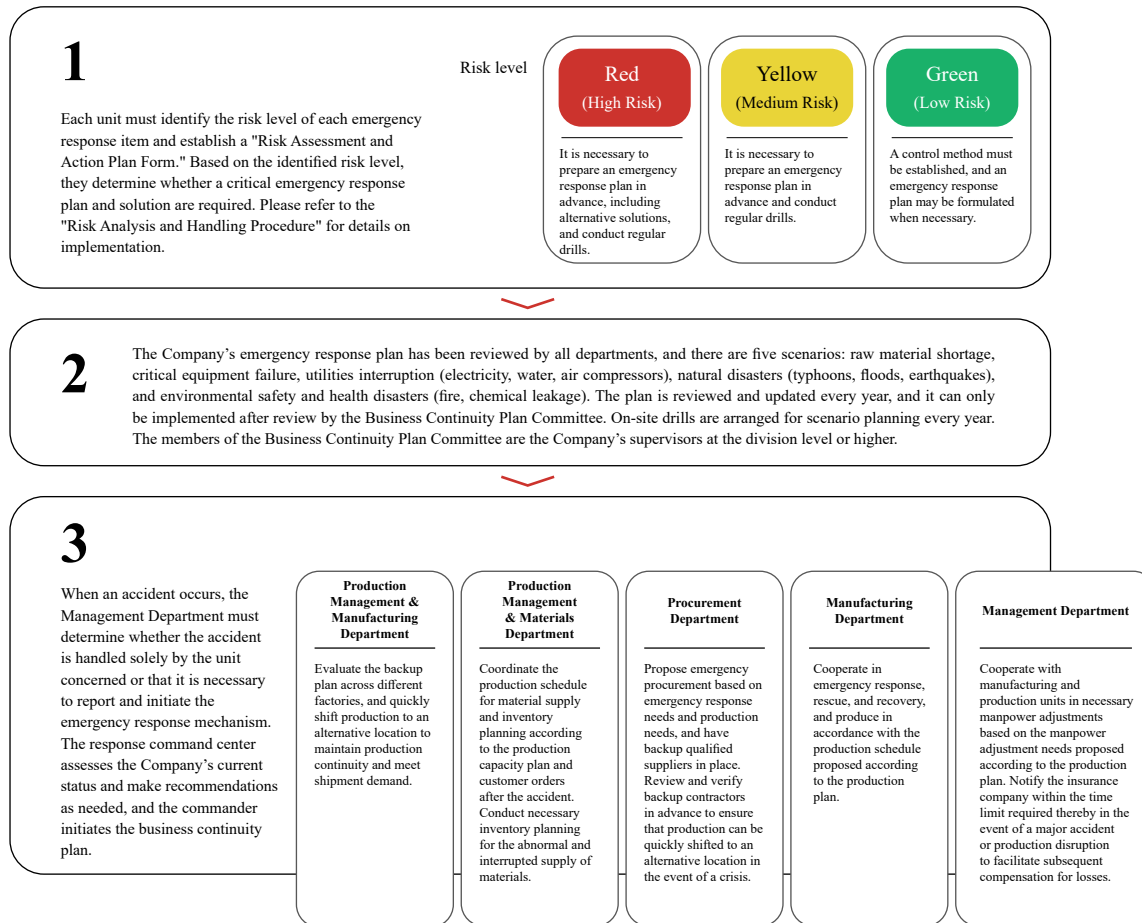 1
Each unit must identify the risk level of each emergency
response item and establish a "Risk Assessment and
Action Plan Form." Based on the identified risk level,
they determine whether a critical emergency response
plan and solution are required. Please refer to the
"Risk Analysis and Handling Procedure" for details on
implementation.
Risk level
Red
(High Risk)
It is necessary to
prepare an emergency
response plan in
advance, including
alternative solutions,
and conduct regular
drills.
Yellow
(Medium Risk)
It is necessary to
prepare an emergency
response plan in
advance and conduct
regular drills.
Green
(Low Risk)
A control method must
be established, and an
emergency response
plan may be formulated
when necessary.
2
The Company’s emergency response plan has been reviewed by all departments, and there are five scenarios: raw material shortage,
critical equipment failure, utilities interruption (electricity, water, air compressors), natural disasters (typhoons, floods, earthquakes),
and environmental safety and health disasters (fire, chemical leakage). The plan is reviewed and updated every year, and it can only
be implemented after review by the Business Continuity Plan Committee. On-site drills are arranged for scenario planning every year.
The members of the Business Continuity Plan Committee are the Company’s supervisors at the division level or higher.
3
When an accident occurs, the
Management Department must
determine whether the accident
is handled solely by the unit
concerned or that it is necessary
to report and initiate the
emergency response mechanism.
The response command center
assesses the Company’s current
status and make recommendations
as needed, and the commander
initiates the business continuity
plan.
Production
Management &
Manufacturing
Department
Evaluate the backup
plan across different
factories, and quickly
shift production to an
alternative location to
maintain production
continuity and meet
shipment demand.
Production
Management
& Materials
Department
Coordinate the
production schedule
for material supply
and inventory
planning according
to the production
capacity plan and
customer orders
after the accident.
Conduct necessary
inventory planning
for the abnormal and
interrupted supply of
materials.
Procurement
Department
Propose emergency
procurement based on
emergency response
needs and production
needs, and have
backup qualified
suppliers in place.
Review and verify
backup contractors
in advance to ensure
that production can be
quickly shifted to an
alternative location in
the event of a crisis.
Manufacturing
Department
Cooperate in
emergency response,
rescue, and recovery,
and produce in
accordance with the
production schedule
proposed according to
the production
plan.
Management Department
Cooperate with
manufacturing and
production units in necessary
manpower adjustments
based on the manpower
adjustment needs proposed
according to the production
plan. Notify the insurance
company within the time
limit required thereby in the
event of a major accident
or production disruption
to facilitate subsequent
compensation for losses.